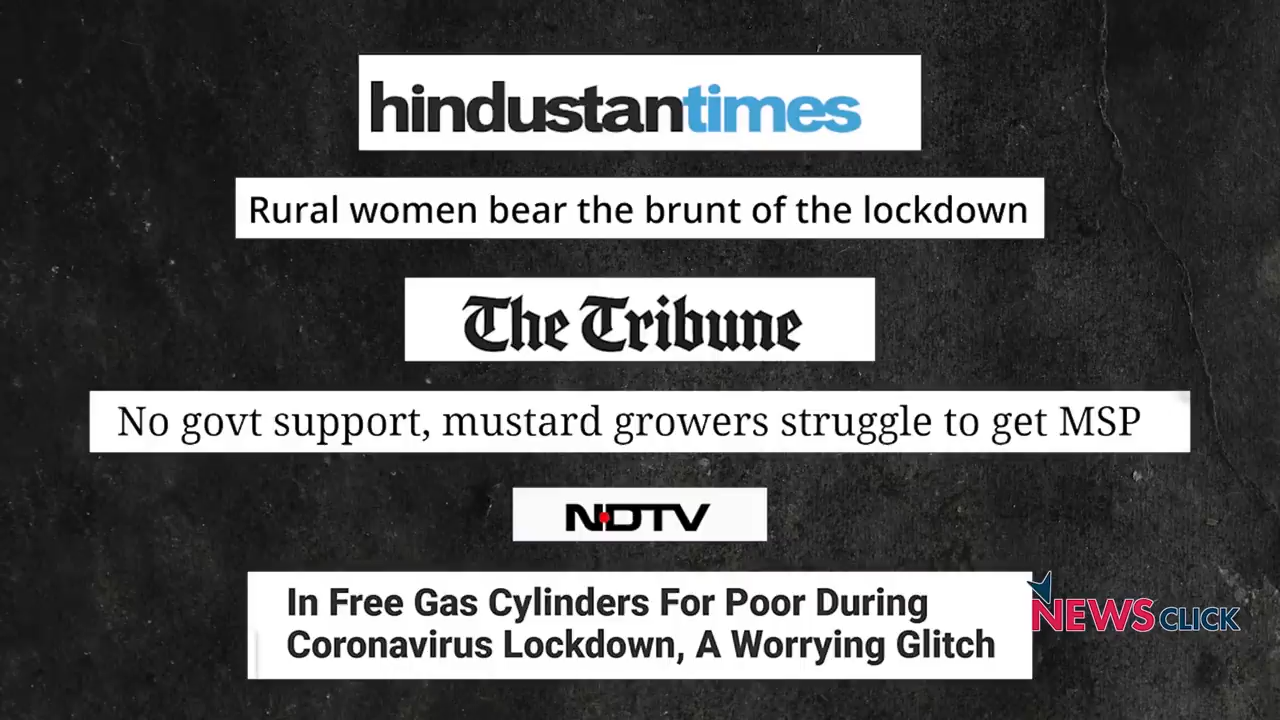 hindustantimes
Rural women bear the brunt of the lockdown
The Tribune
No govt support, mustard growers struggle to get MSP
NDTV
In Free Gas Cylinders For Poor During
Coronavirus Lockdown, A Worrying Glitch
NEWSCLICK